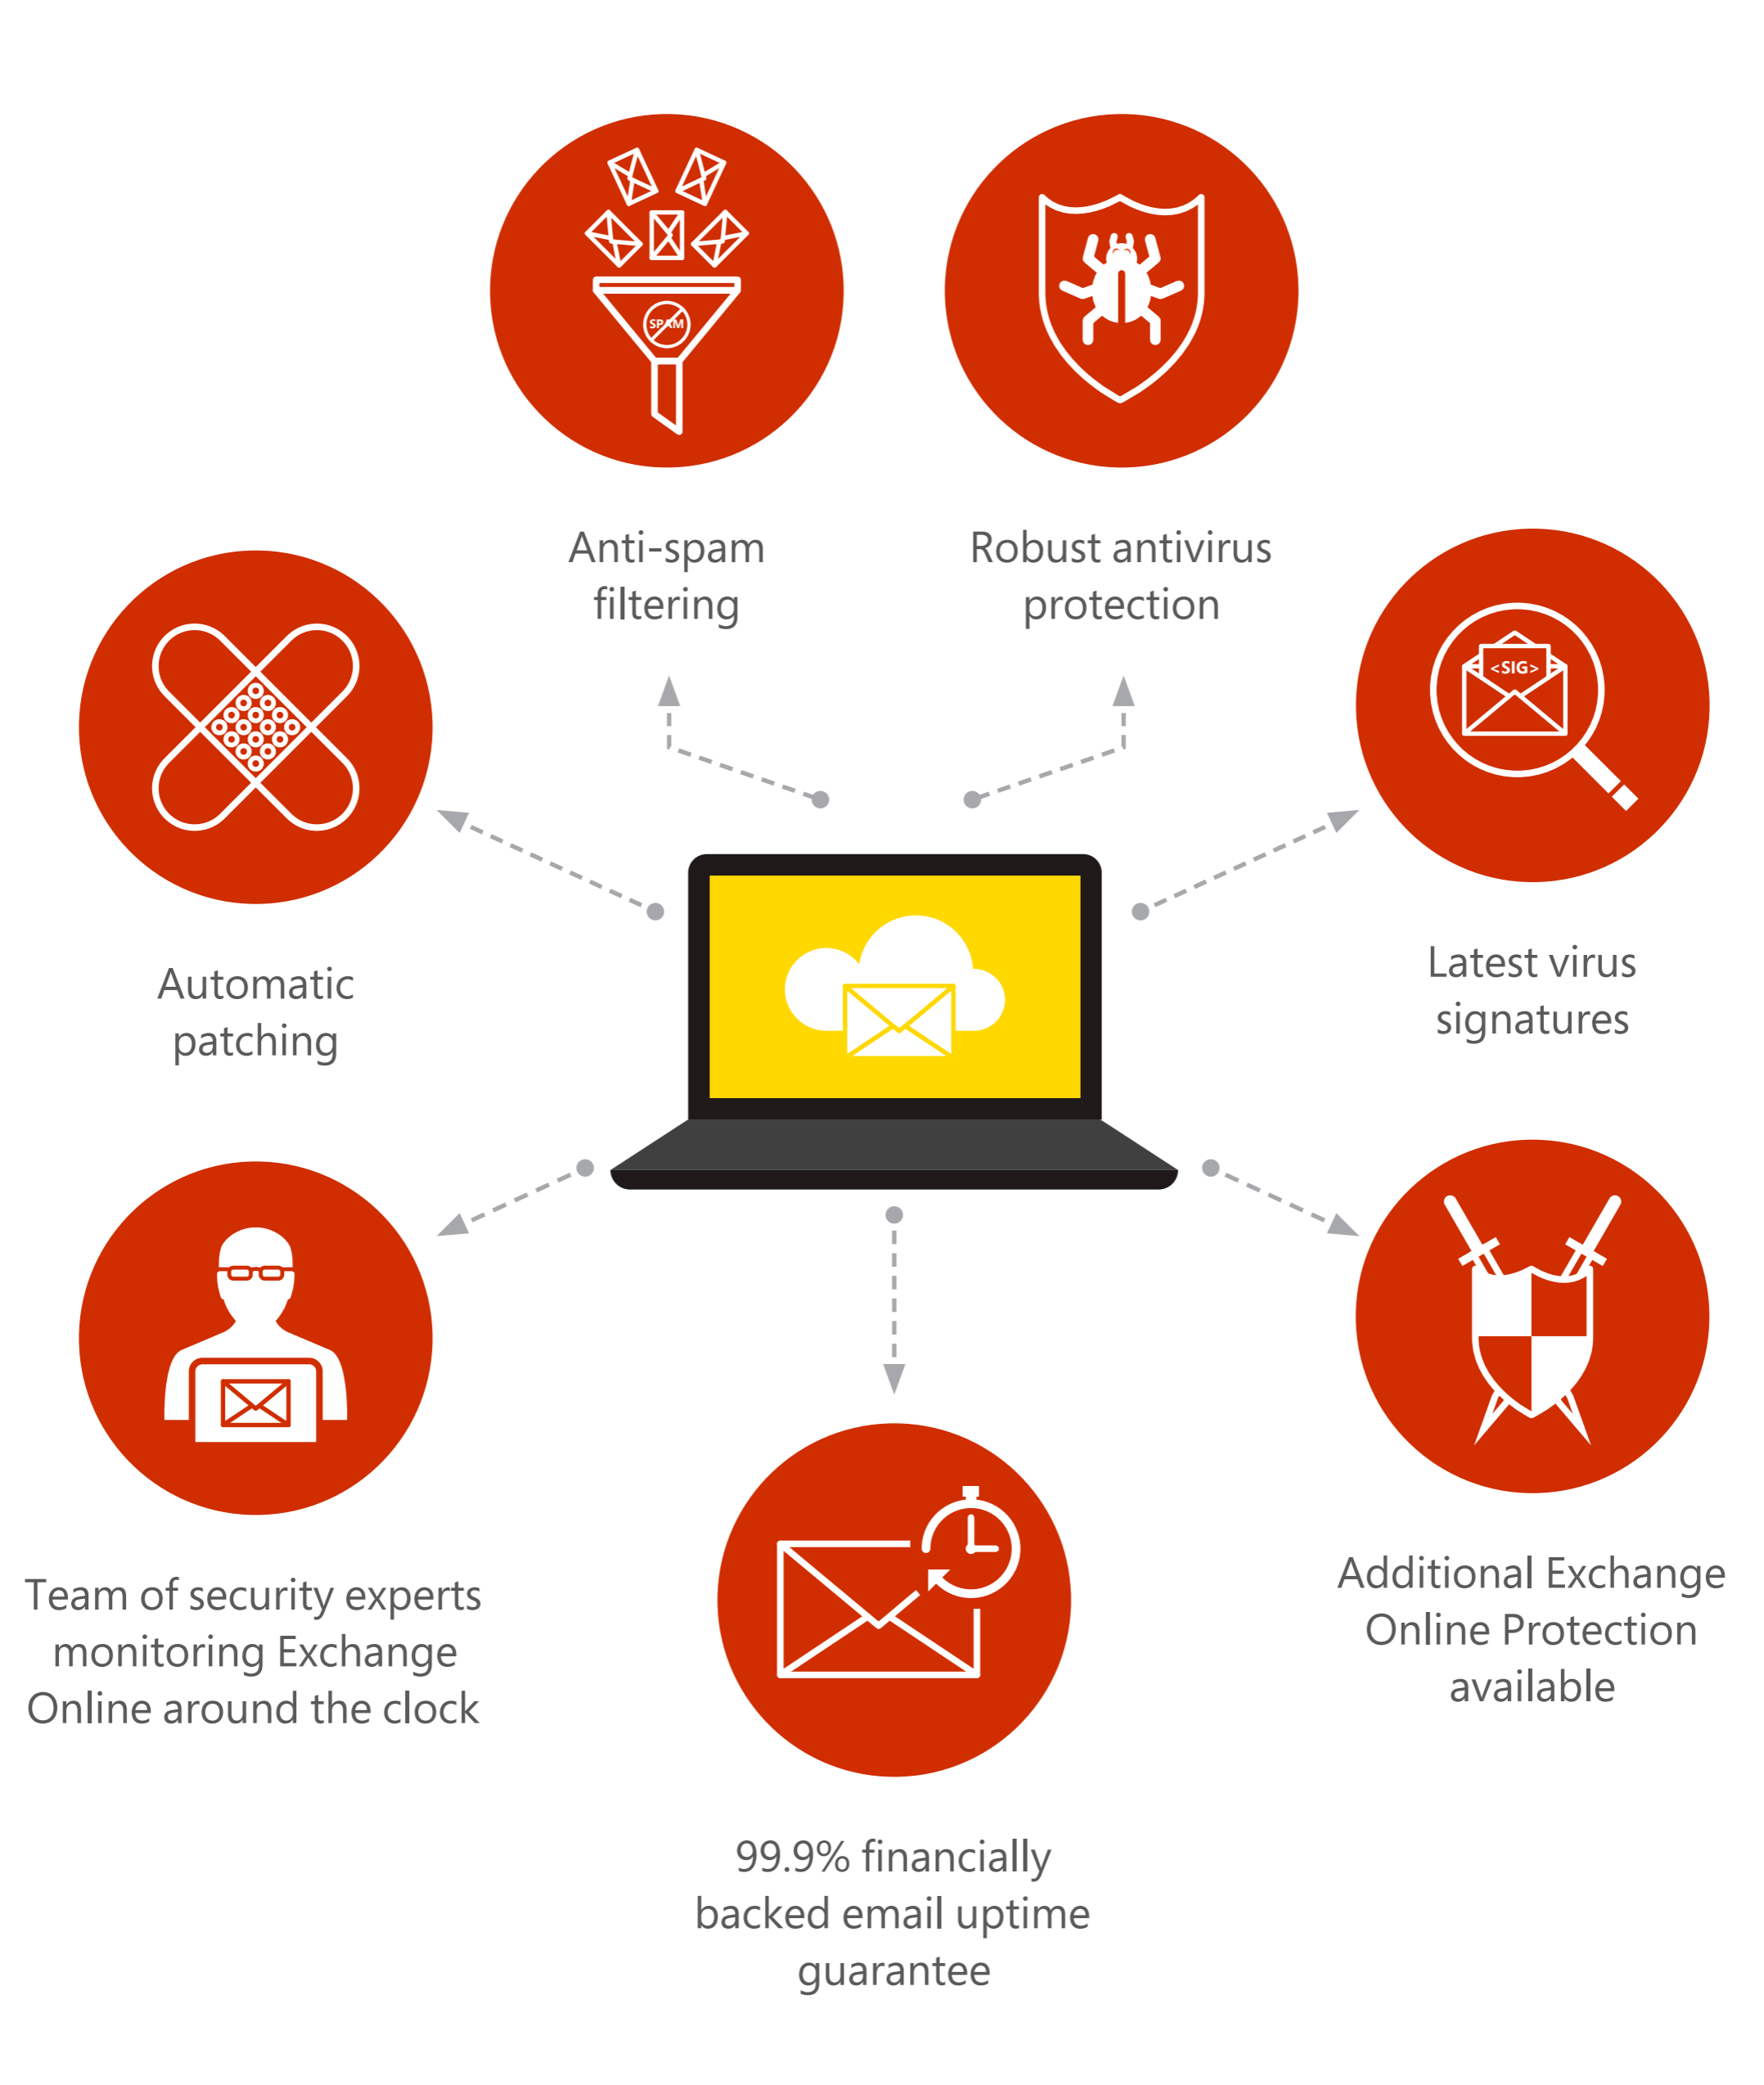 SPAM
Anti-spam
filtering
Robust antivirus
protection
<SIG>
Automatic
patching
Latest virus
signatures
Team of security experts
monitoring Exchange
Online around the clock
Additional Exchange
Online Protection
available
99.9% financially
backed email uptime
guarantee